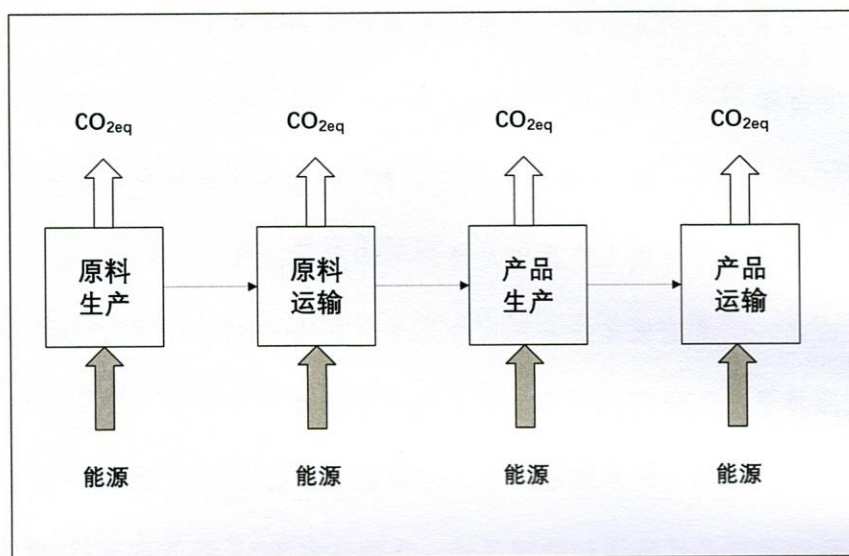 CO2eq CO2eq CO2eq CO2eq
原料 原料 产品 产品
生产 运输 生产 运输
能源 能源 能源 能源